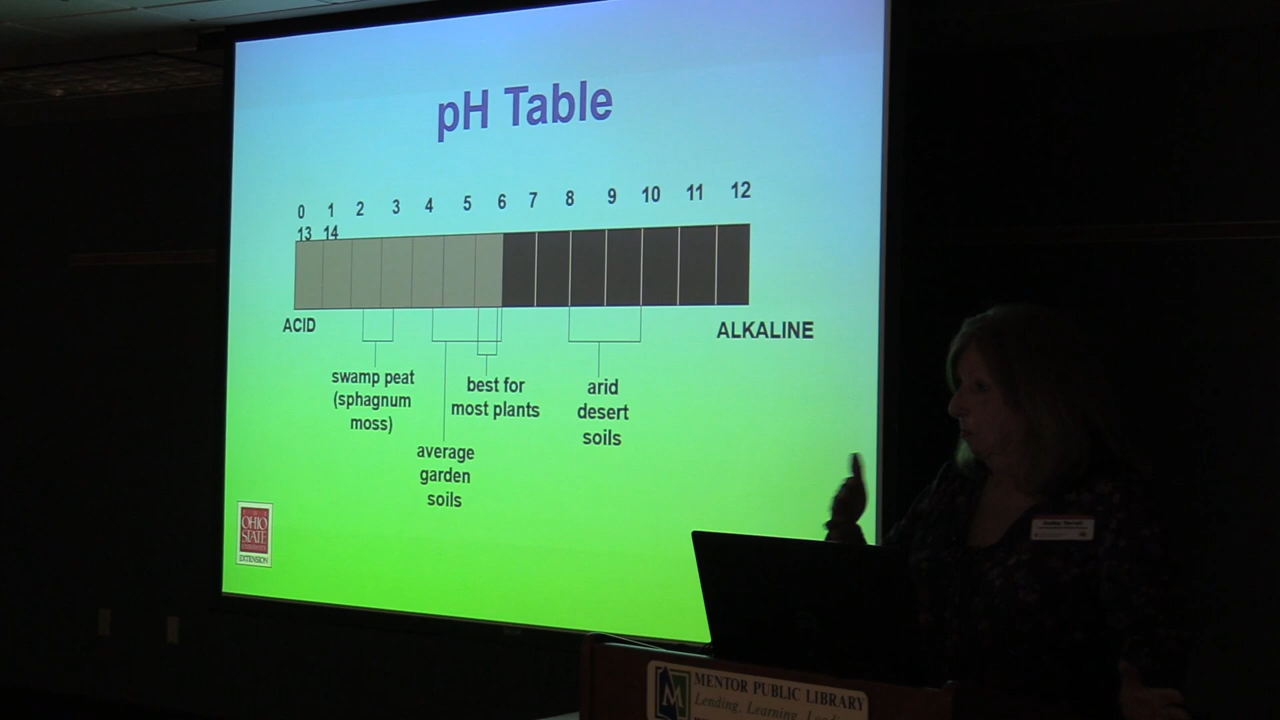 pH Table
0 1 2 3 4 5 6 7 8 9 10 11 12
13 14
ACID
ALKALINE
swamp peat
(sphagnum
moss)
best for
most plants
arid
desert
soils
average
garden
soils
OHIO
STATE
EXTENSION
M
MENTOR PUBLIC LIBRARY
Lending. Learning.